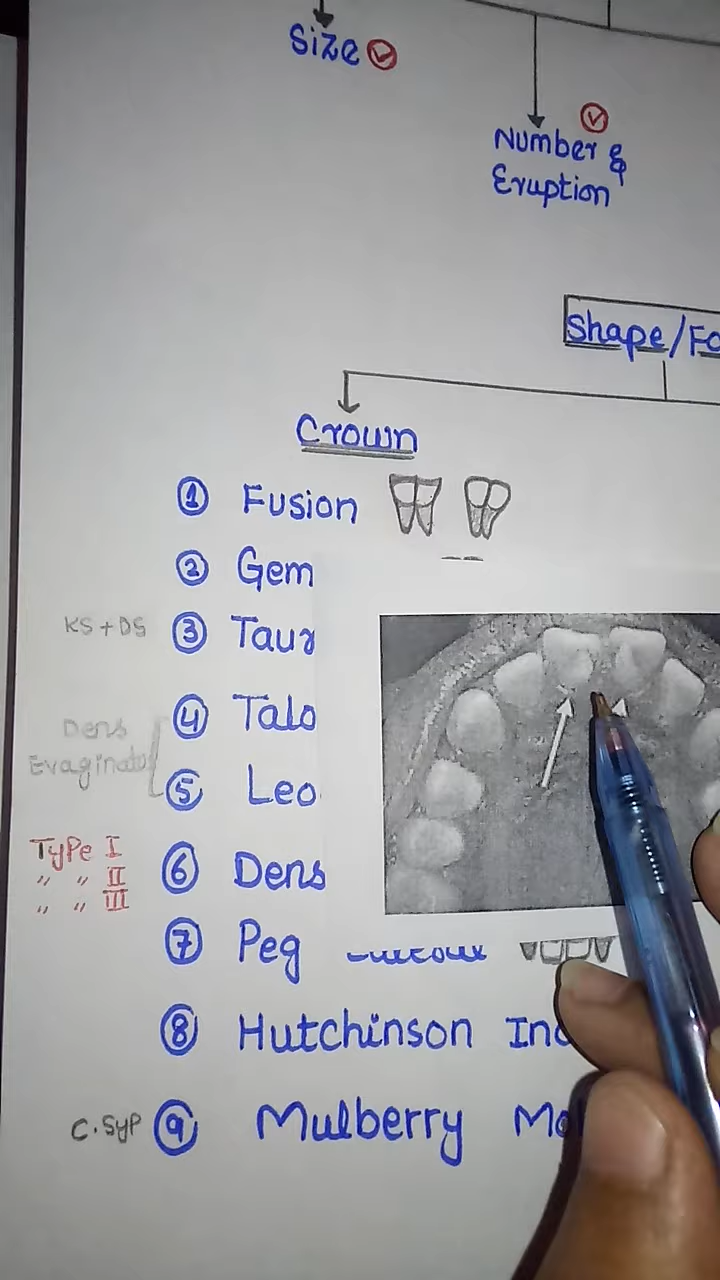 Size
Number &
Eruption
Shape/Fo
Crown
① Fusion
② Gem
KS + DS ③ Taur
④ Talo
Dens
Evaginate
⑤ Leo
Type I
" " II
" " III
⑥ Dens
⑦ Peg
⑧ Hutchinson Inc
C. Syp ⑨ Mulberry Mo